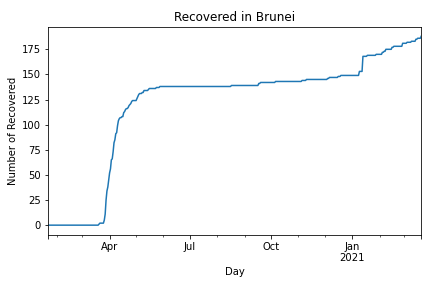 Recovered in Brunei
Number of Recovered
175
150
125
100
75
50
25
0
Apr
Jul
Oct
Jan
2021
Day